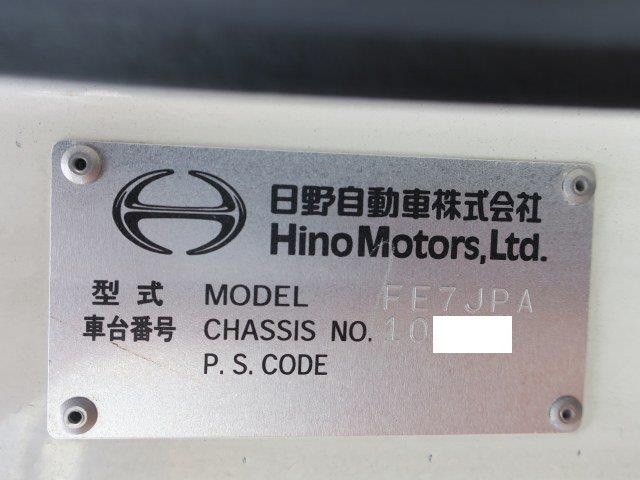 日野自動車株式会社
Hino Motors, Ltd.
型式 MODEL FE7JPA
車台番号 CHASSIS NO. 10
P.S. CODE